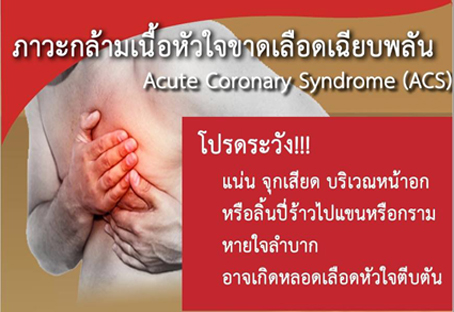 ภาวะกล้ามเนื้อหัวใจขาดเลือดเฉียบพลัน
Acute Coronary Syndrome (ACS)
โปรดระวัง!!!
แน่น จุกเสียด บริเวณหน้าอก
หรือลิ้นปี่ร้าวไปแขนหรือกราม
หายใจลำบาก
อาจเกิดหลอดเลือดหัวใจตีบตัน